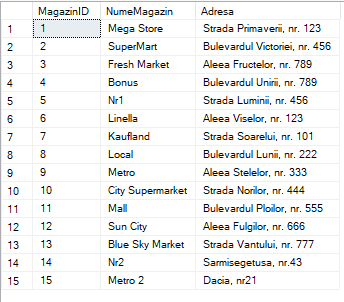 MagazinID NumeMagazin Adresa
1 1 Mega Store Strada Primaverii, nr. 123
2 2 SuperMart Bulevardul Victoriei, nr. 456
3 3 Fresh Market Aleea Fructelor, nr. 789
4 4 Bonus Bulevardul Unirii, nr. 789
5 5 Nr1 Strada Luminii, nr. 456
6 6 Linella Aleea Viselor, nr. 123
7 7 Kaufland Strada Soarelui, nr. 101
8 8 Local Bulevardul Lunii, nr. 222
9 9 Metro Aleea Stelelor, nr. 333
10 10 City Supermarket Strada Norilor, nr. 444
11 11 Mall Bulevardul Ploilor, nr. 555
12 12 Sun City Aleea Fulgilor, nr. 666
13 13 Blue Sky Market Strada Vantului, nr. 777
14 14 Nr2 Sarmisegetusa, nr.43
15 15 Metro 2 Dacia, nr21